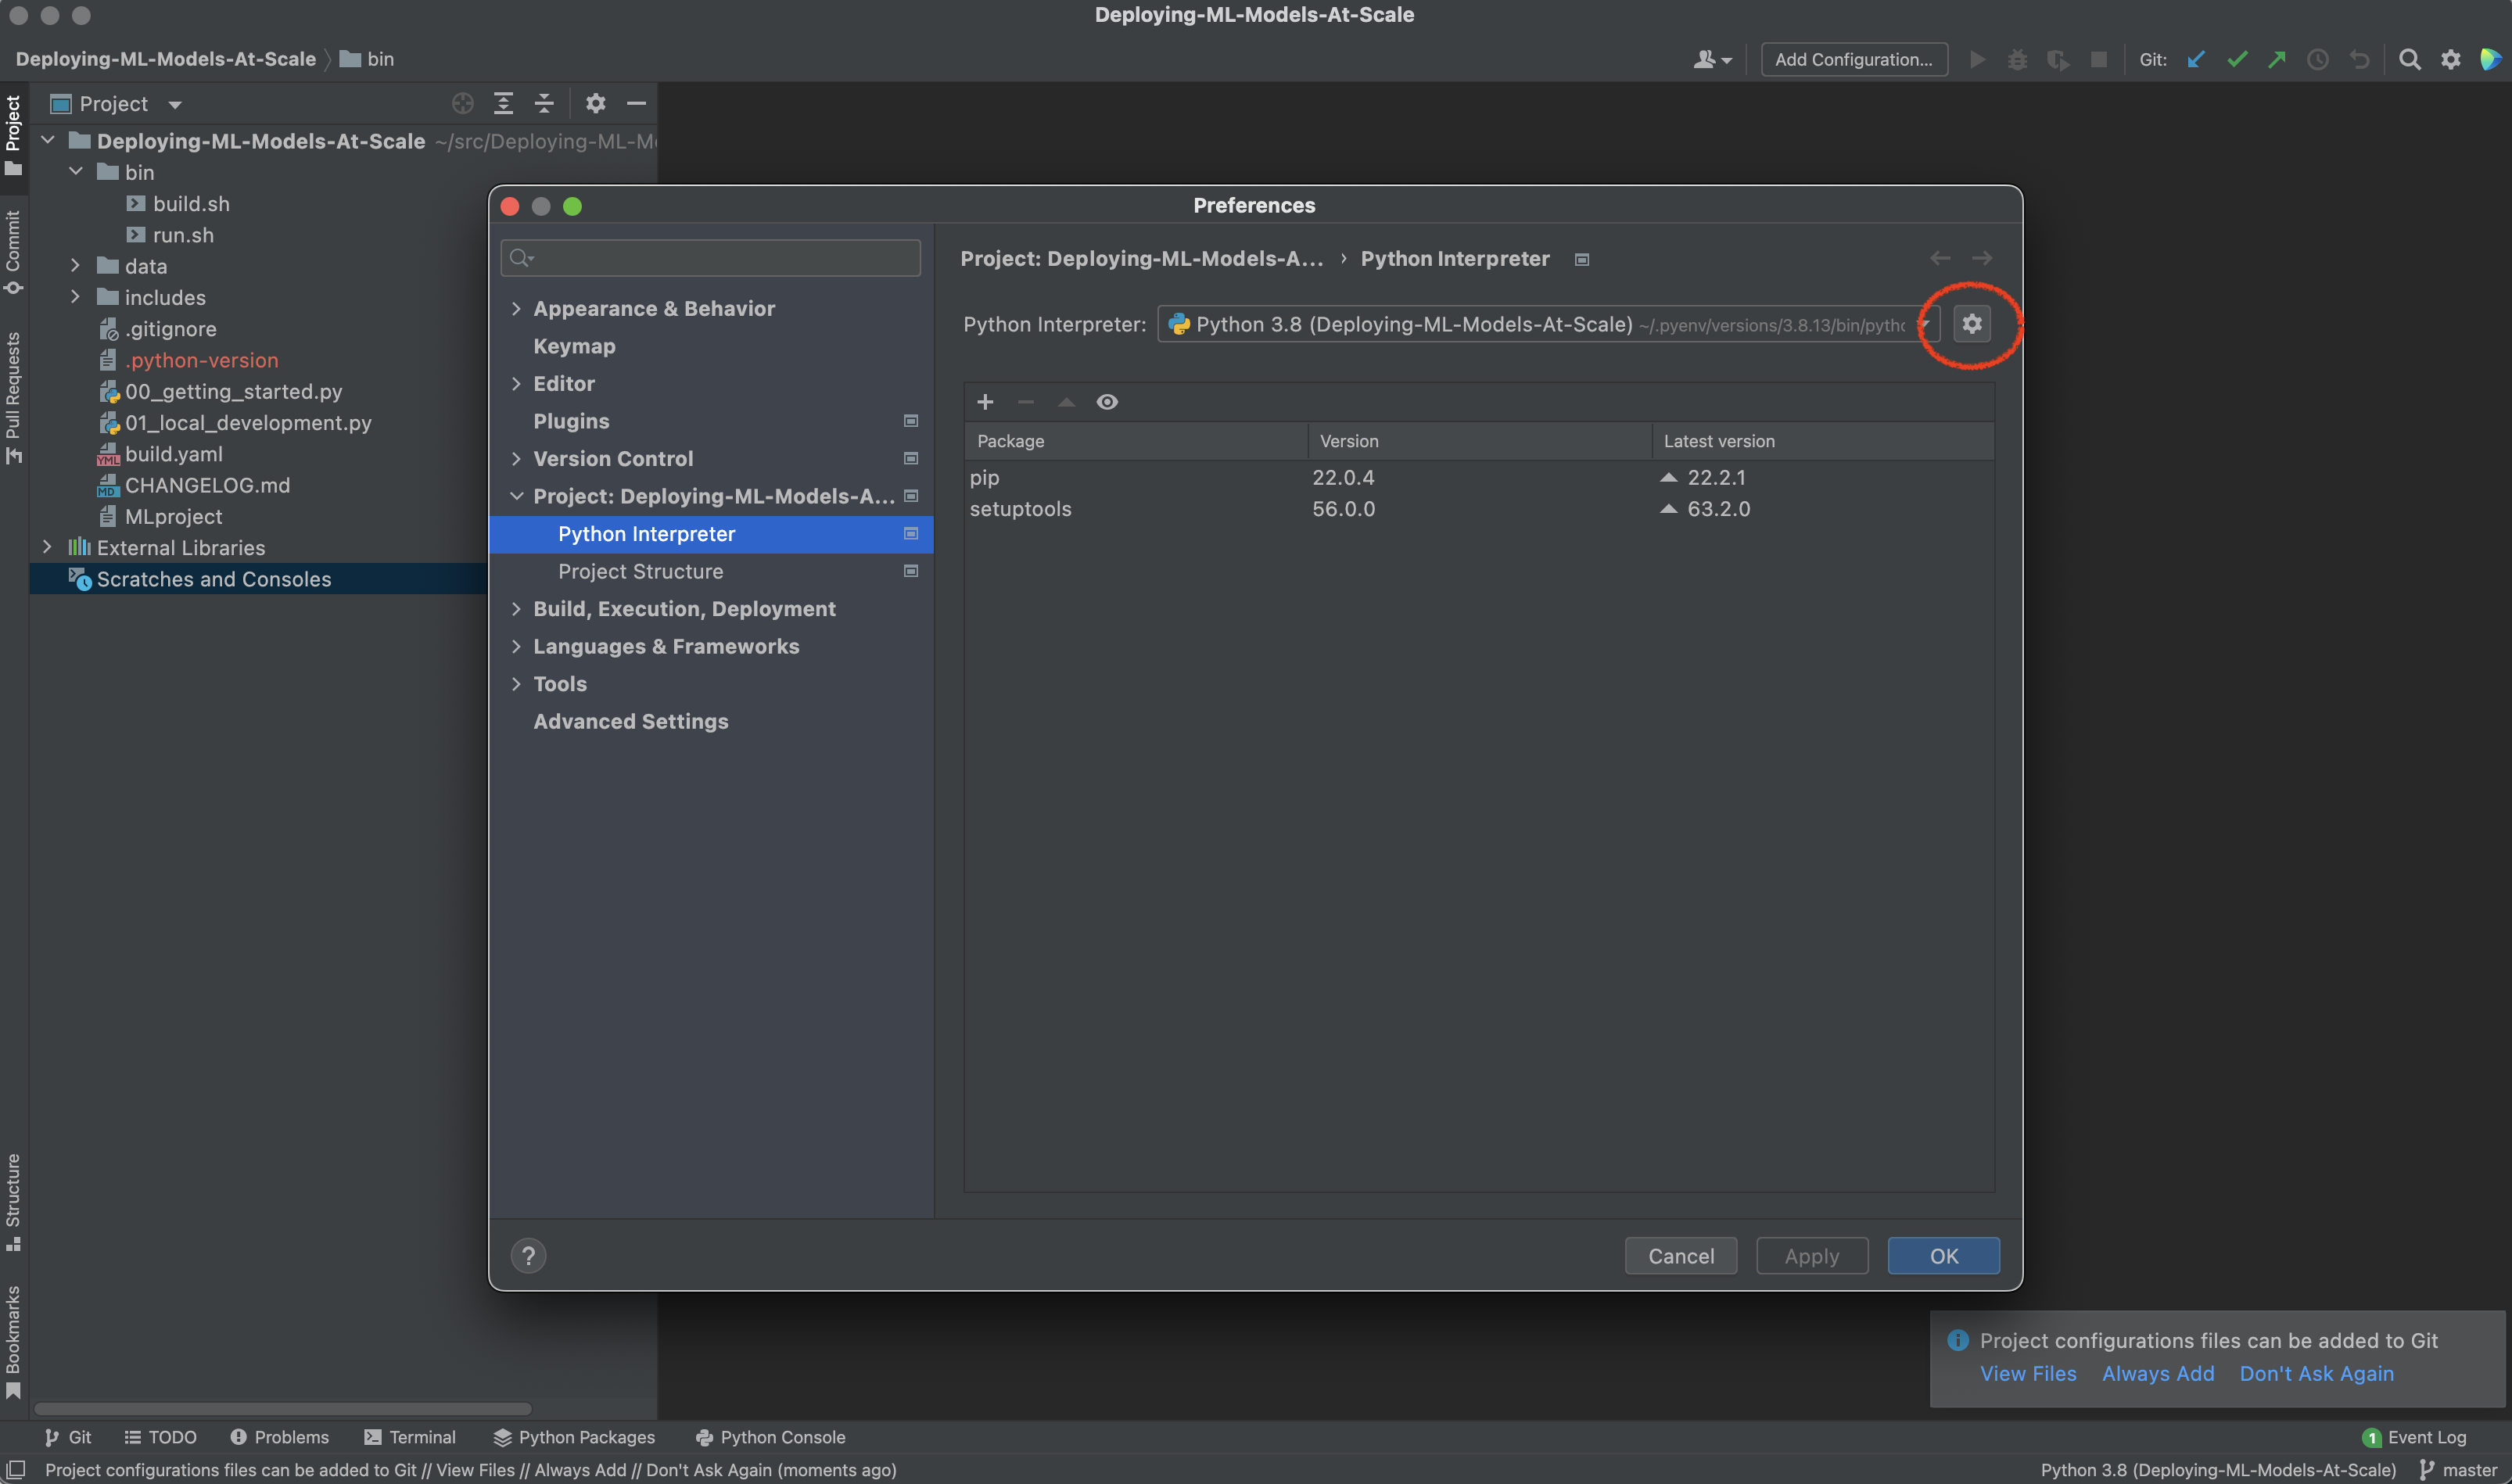 Deploying-ML-Models-At-Scale
Deploying-ML-Models-At-Scale bin
Add Configuration...
Git:
Project
Commit
Pull Requests
Structure
Bookmarks
Project
Deploying-ML-Models-At-Scale ~/src/Deploying-ML-M
bin
build.sh
run.sh
data
includes
.gitignore
.python-version
00_getting_started.py
01_local_development.py
build.yaml
CHANGELOG.md
MLproject
External Libraries
Scratches and Consoles
Preferences
Appearance & Behavior
Keymap
Editor
Plugins
Version Control
Project: Deploying-ML-Models-A...
Python Interpreter
Project Structure
Build, Execution, Deployment
Languages & Frameworks
Tools
Advanced Settings
Project: Deploying-ML-Models-A... › Python Interpreter
Python Interpreter: Python 3.8 (Deploying-ML-Models-At-Scale) ~/.pyenv/versions/3.8.13/bin/pytho
Package Version Latest version
pip 22.0.4 22.2.1
setuptools 56.0.0 63.2.0
?
Cancel Apply OK
Project configurations files can be added to Git
View Files Always Add Don't Ask Again
Git TODO Problems Terminal Python Packages Python Console
1 Event Log
Project configurations files can be added to Git // View Files // Always Add // Don't Ask Again (moments ago)
Python 3.8 (Deploying-ML-Models-At-Scale) master